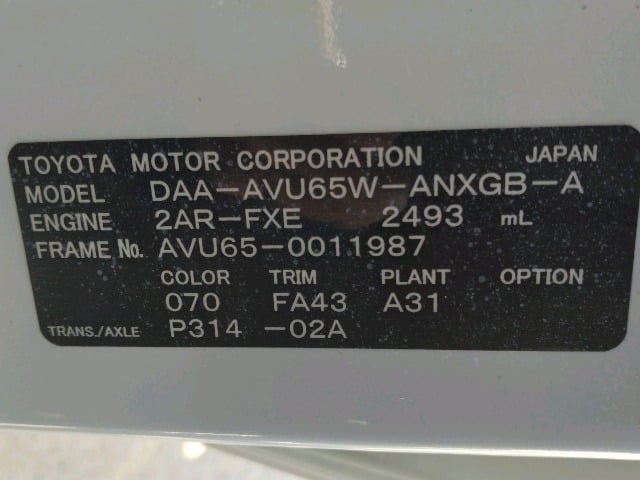 TOYOTA MOTOR CORPORATION JAPAN
MODEL DAA-AVU65W-ANXGB-A
ENGINE 2AR-FXE 2493 mL
FRAME No. AVU65-0011987
COLOR TRIM PLANT OPTION
070 FA43 A31
TRANS./AXLE P314 -02A